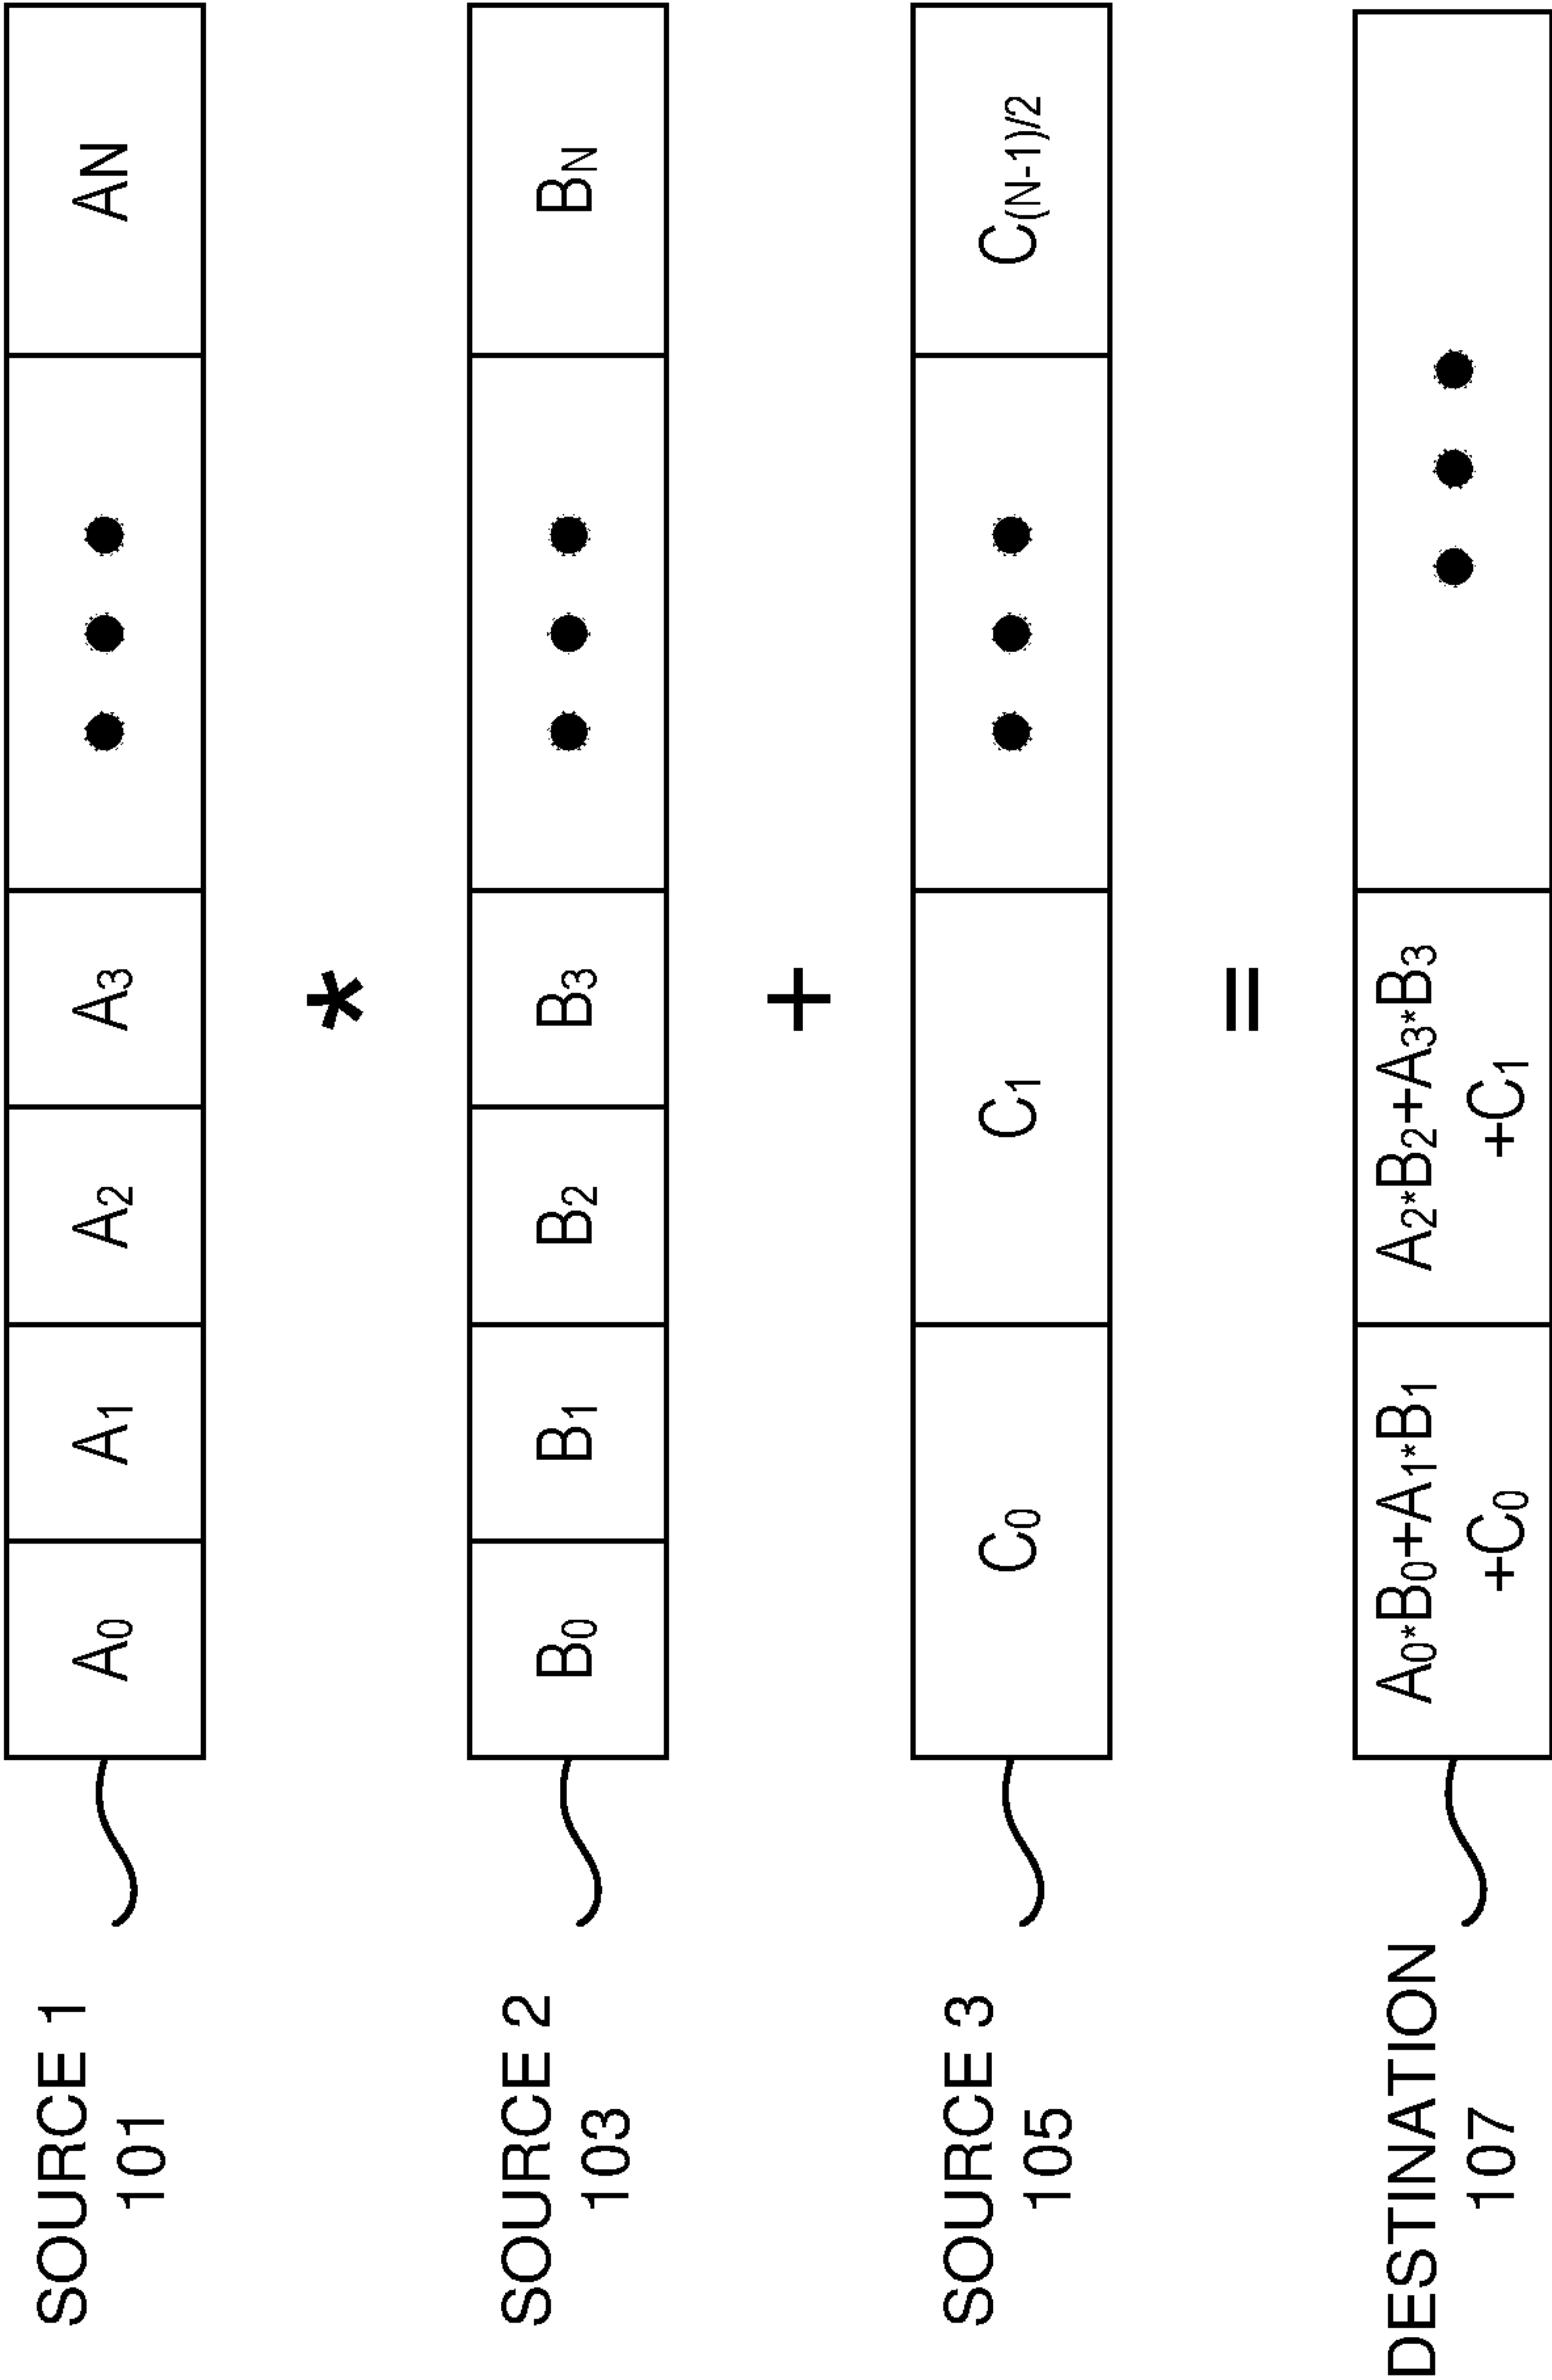 SOURCE 1
101
A0
A1
A2
A3
AN
*
SOURCE 2
103
B0
B1
B2
B3
BN
+
SOURCE 3
105
C0
C1
C(N-1)/2
=
DESTINATION
107
A0*B0+A1*B1
+C0
A2*B2+A3*B3
+C1